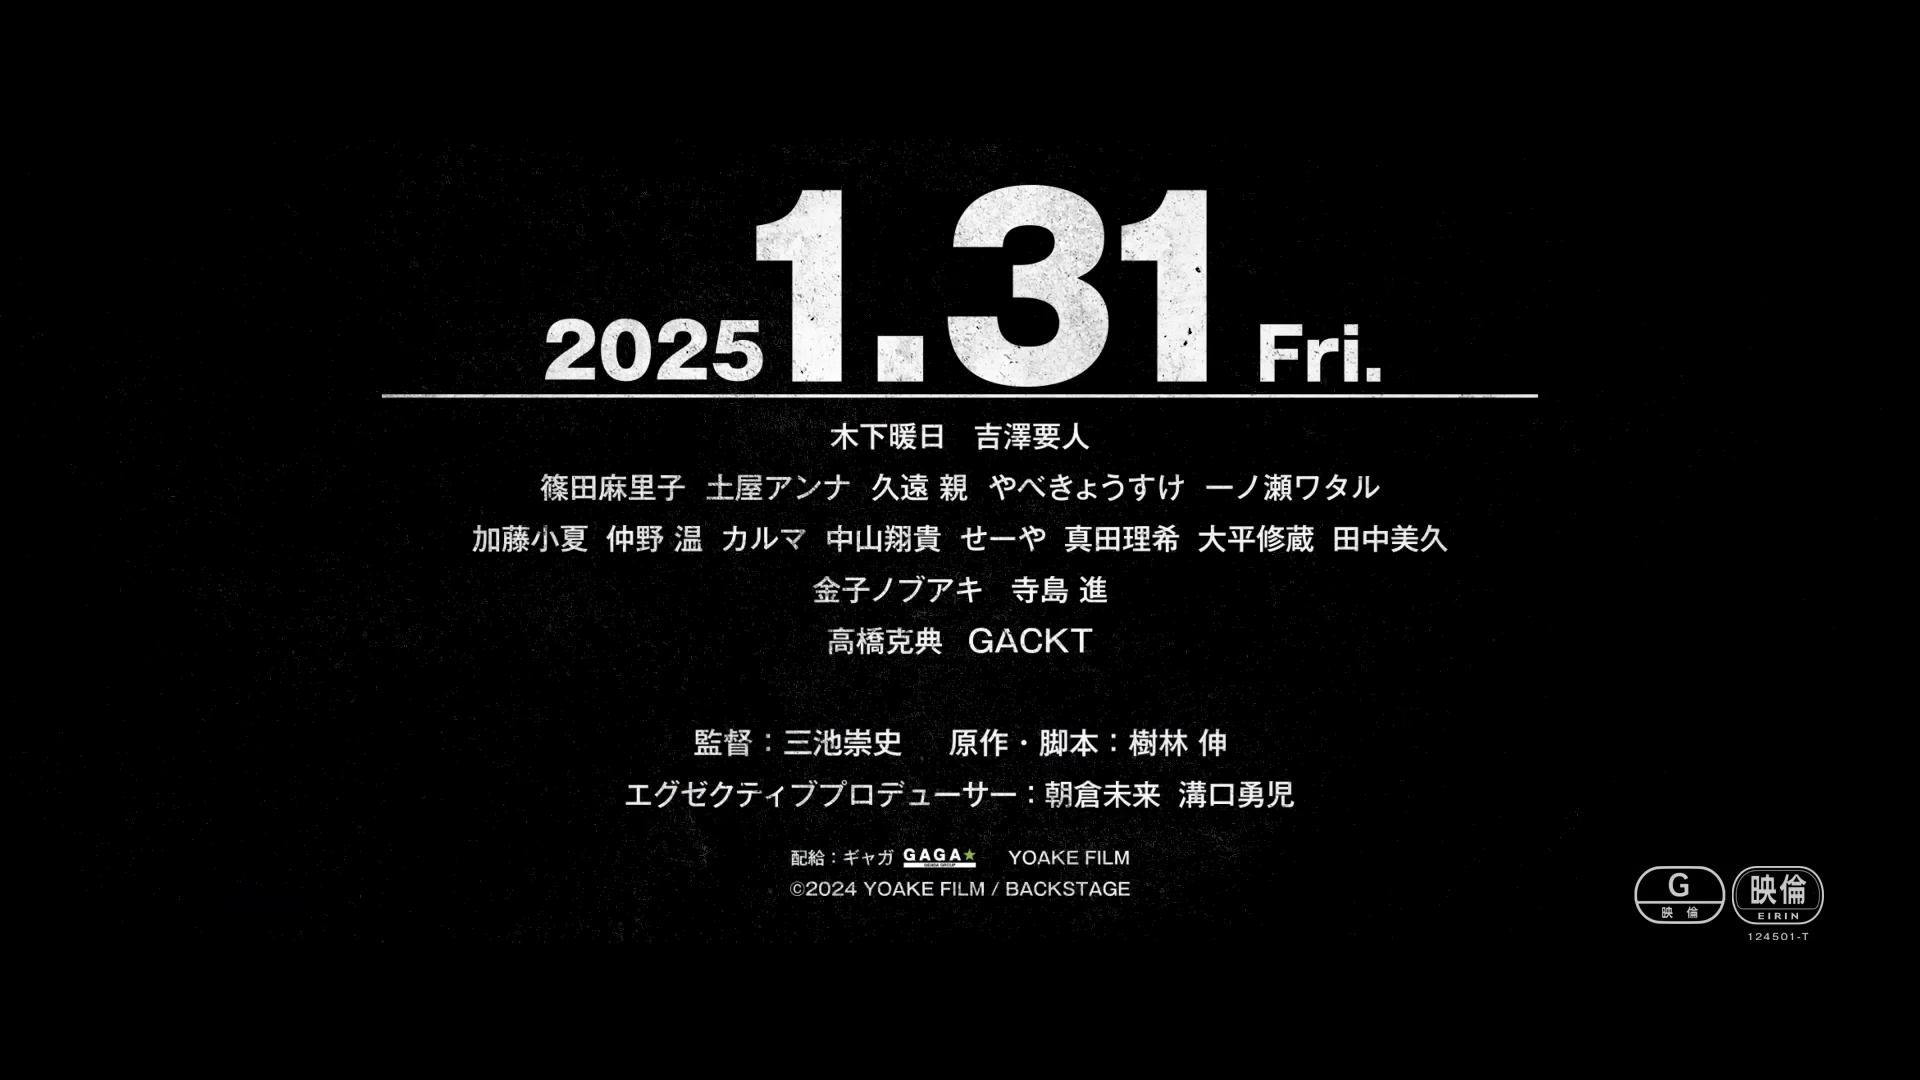 2025 1.31 Fri.
木下暖日 吉澤要人
篠田麻里子 土屋アンナ 久遠 親 やべきょうすけ 一ノ瀬ワタル
加藤小夏 仲野 温 カルマ 中山翔貴 せーや 真田理希 大平修蔵 田中美久
金子ノブアキ 寺島 進
高橋克典 GACKT
監督：三池崇史 原作・脚本：樹林 伸
エグゼクティブプロデューサー：朝倉未来 溝口勇児
配給：ギャガ GAGA★ YOAKE FILM
©2024 YOAKE FILM / BACKSTAGE
G 映倫
映倫
EIRIN
124501-T